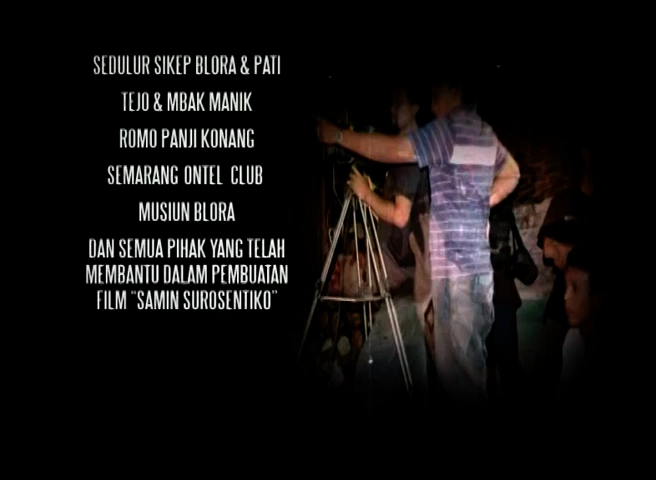 SEDULUR SIKEP BLORA & PATI
TEJO & MBAK MANIK
ROMO PANJI KONANG
SEMARANG ONTEL CLUB
MUSIUN BLORA
DAN SEMUA PIHAK YANG TELAH
MEMBANTU DALAM PEMBUATAN
FILM "SAMIN SUROSENTIKO"